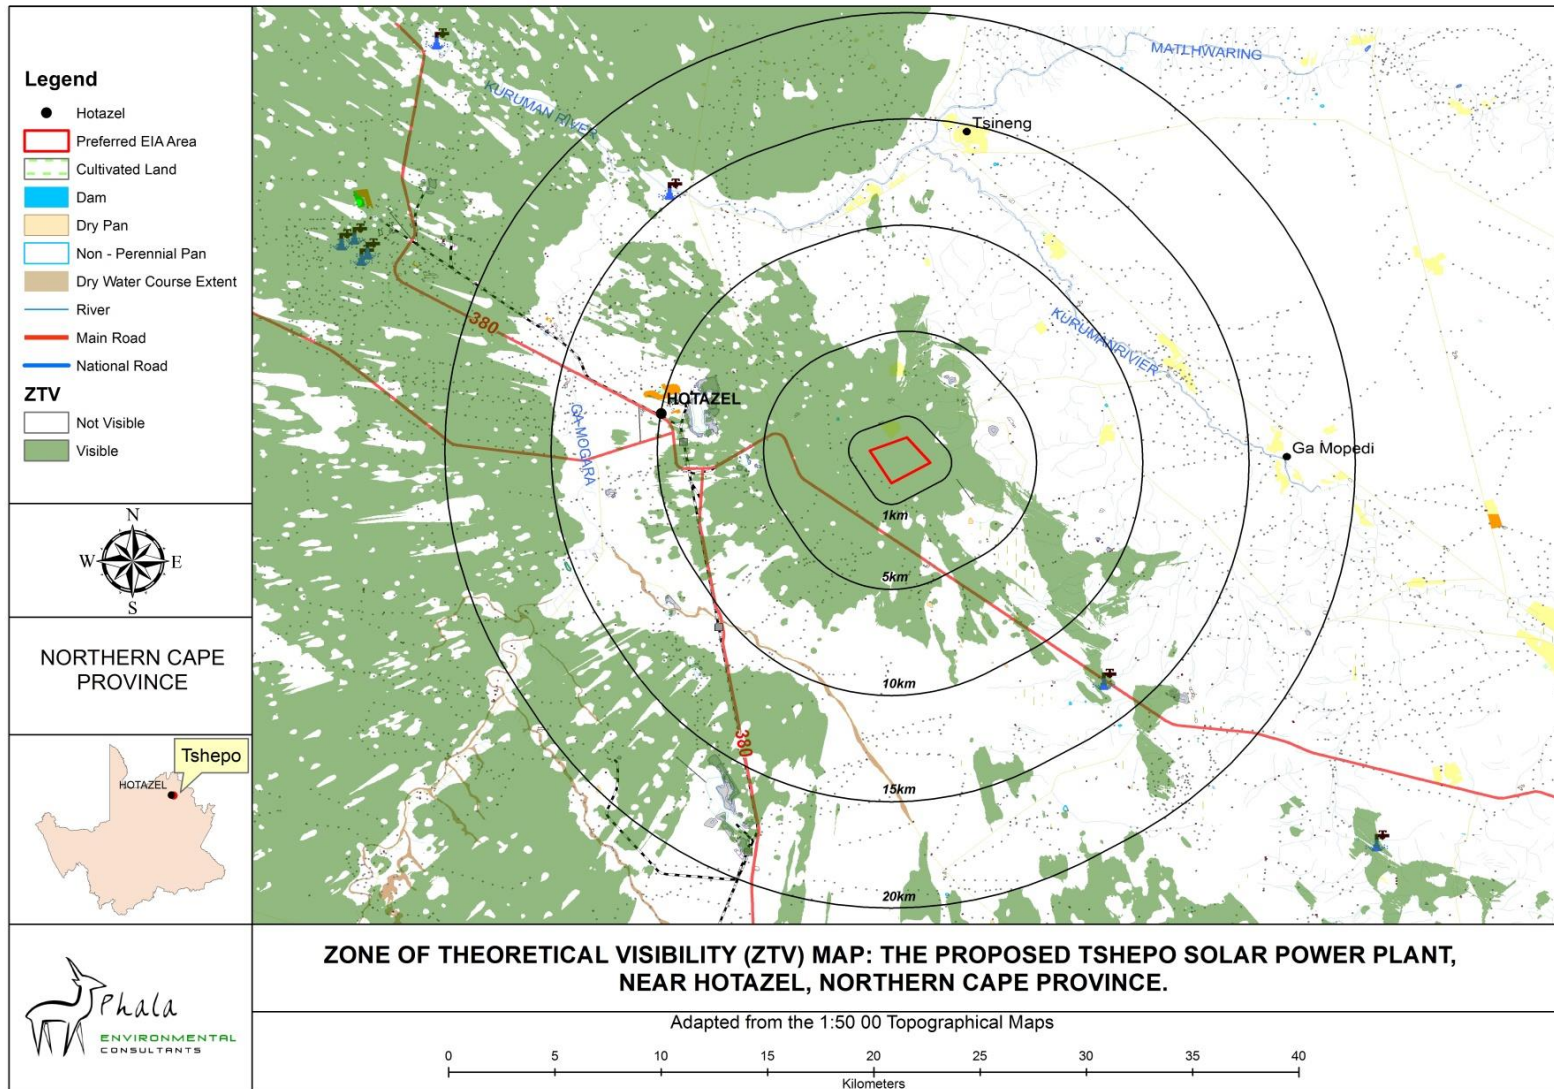 Legend
Hotazel
Preferred EIA Area
Cultivated Land
Dam
Dry Pan
Non - Perennial Pan
Dry Water Course Extent
River
Main Road
National Road
ZTV
Not Visible
Visible
N
W
E
S
NORTHERN CAPE
PROVINCE
Tshepo
HOTAZEL
Phala
ENVIRONMENTAL
CONSULTANTS
MATLHWARING
KURUMAN RIVER
Tsineng
KURUMANRIVIER
380
HOTAZEL
GA-MOGARA
Ga Mopedi
1km
5km
10km
380
15km
20km
ZONE OF THEORETICAL VISIBILITY (ZTV) MAP: THE PROPOSED TSHEPO SOLAR POWER PLANT,
NEAR HOTAZEL, NORTHERN CAPE PROVINCE.
Adapted from the 1:50 00 Topographical Maps
0 5 10 15 20 25 30 35 40
Kilometers